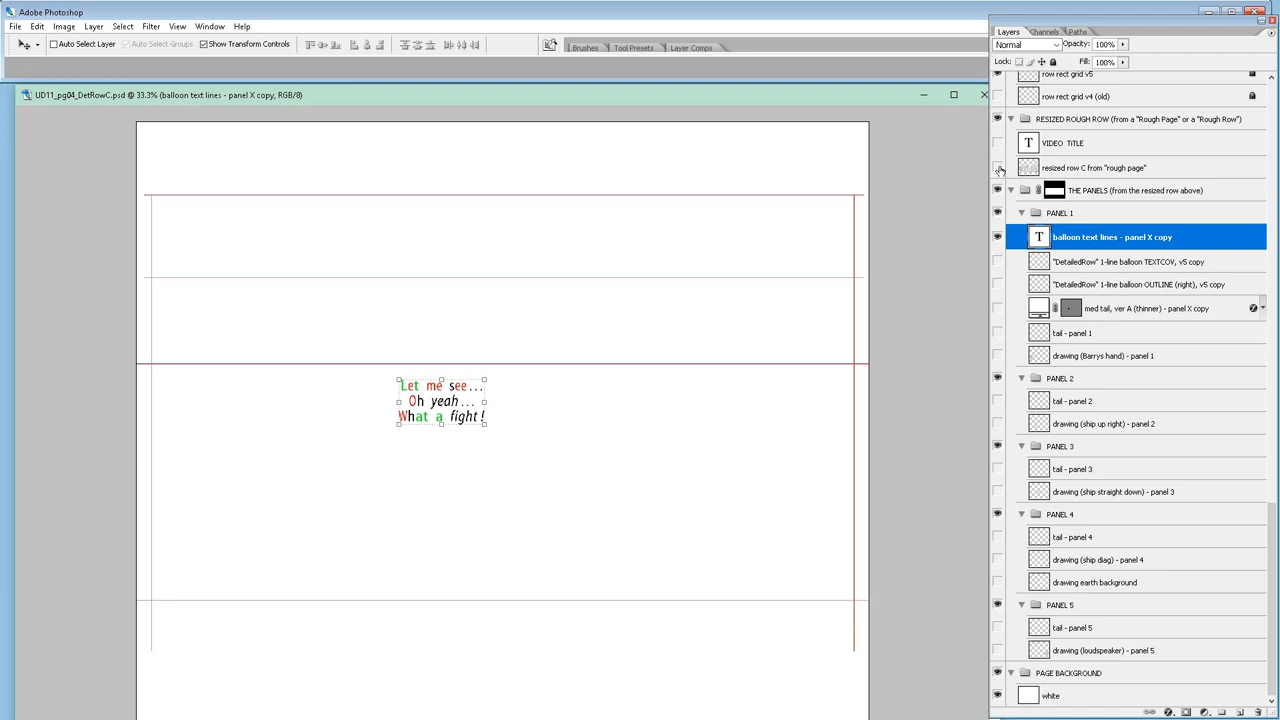 Adobe Photoshop
File Edit Image Layer Select Filter View Window Help
Auto Select Layer Auto Select Groups Show Transform Controls
Brushes Tool Presets Layer Comps
Layers Channels Paths
Normal Opacity: 100%
Lock: Fill: 100%
UD11_pg04_DetRowC.psd @ 33.3% (balloon text lines - panel X copy, RGB/8)
Let me see...
Oh yeah...
What a fight!
row rect grid v5
row rect grid v4 (old)
RESIZED ROUGH ROW (from a "Rough Page" or a "Rough Row")
T VIDEO TiTLE
resized row C from "rough page"
THE PANELS (from the resized row above)
PANEL 1
T balloon text lines - panel X copy
"DetailedRow" 1-line balloon TEXTCOV, v5 copy
"DetailedRow" 1-line balloon OUTLINE (right), v5 copy
med tail, ver A (thinner) - panel X copy
tail - panel 1
drawing (Barrys hand) - panel 1
PANEL 2
tail - panel 2
drawing (ship up right) - panel 2
PANEL 3
tail - panel 3
drawing (ship straight down) - panel 3
PANEL 4
tail - panel 4
drawing (ship diag) - panel 4
drawing earth background
PANEL 5
tail - panel 5
drawing (loudspeaker) - panel 5
PAGE BACKGROUND
white